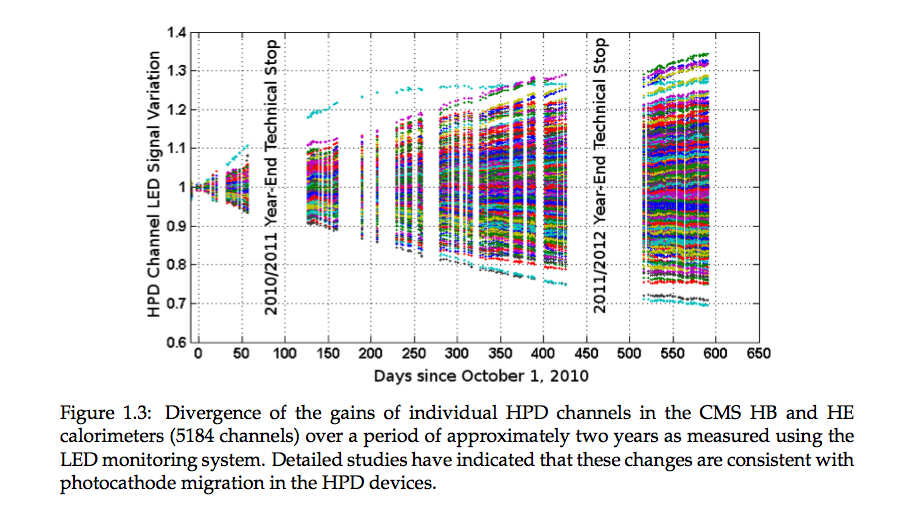 HPD Channel LED Signal Variation
1.4
1.3
1.2
1.1
1
0.9
0.8
0.7
0.6
2010/2011 Year-End Technical Stop
2011/2012 Year-End Technical Stop
0 50 100 150 200 250 300 350 400 450 500 550 600 650
Days since October 1, 2010
Figure 1.3: Divergence of the gains of individual HPD channels in the CMS HB and HE
calorimeters (5184 channels) over a period of approximately two years as measured using the
LED monitoring system. Detailed studies have indicated that these changes are consistent with
photocathode migration in the HPD devices.